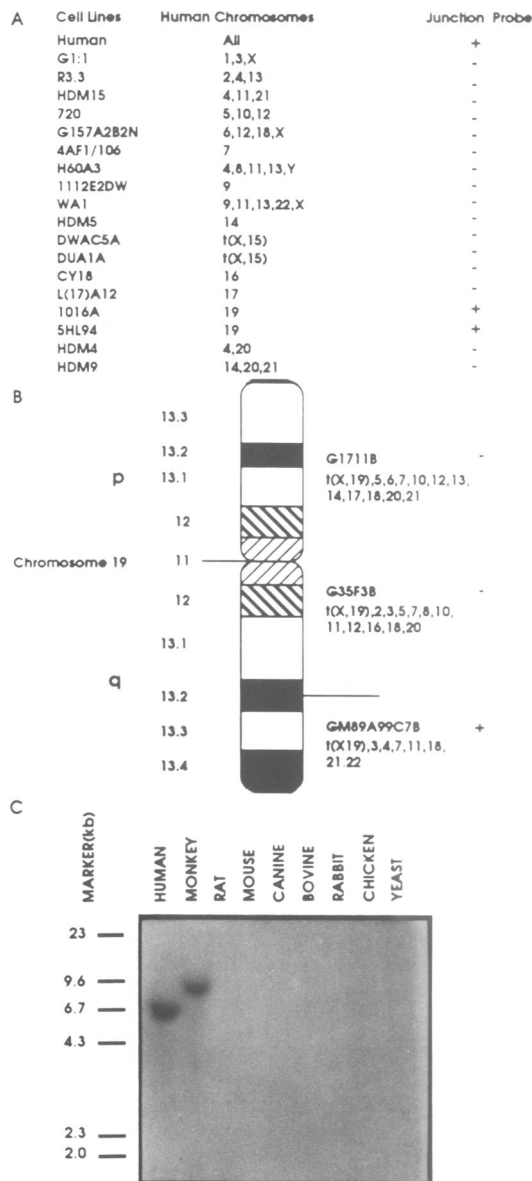 A Cell Lines Human Chromosomes Junction Probe
Human All +
G1:1 1,3,X -
R3.3 2,4,13 -
HDM15 4,11,21 -
720 5,10,12 -
G157A2B2N 6,12,18,X -
4AF1/106 7 -
H60A3 4,8,11,13,Y -
1112E2DW 9 -
WA1 9,11,13,22,X -
HDM5 14 -
DWAC5A t(X,15) -
DUA1A t(X,15) -
CY18 16 -
L(17)A12 17 -
1016A 19 +
5HL94 19 +
HDM4 4,20 -
HDM9 14,20,21 -
B
13.3
13.2 G1711B -
p 13.1 t(X,19),5,6,7,10,12,13,
14,17,18,20,21
12
Chromosome 19 11
12 G35F3B -
t(X,19),2,3,5,7,8,10,
11,12,16,18,20
13.1
q
13.2
13.3 GM89A99C7B +
t(X19),3,4,7,11,18,
13.4 21.22
C
MARKER(kb) HUMAN MONKEY RAT MOUSE CANINE BOVINE RABBIT CHICKEN YEAST
23
9.6
6.7
4.3
2.3
2.0